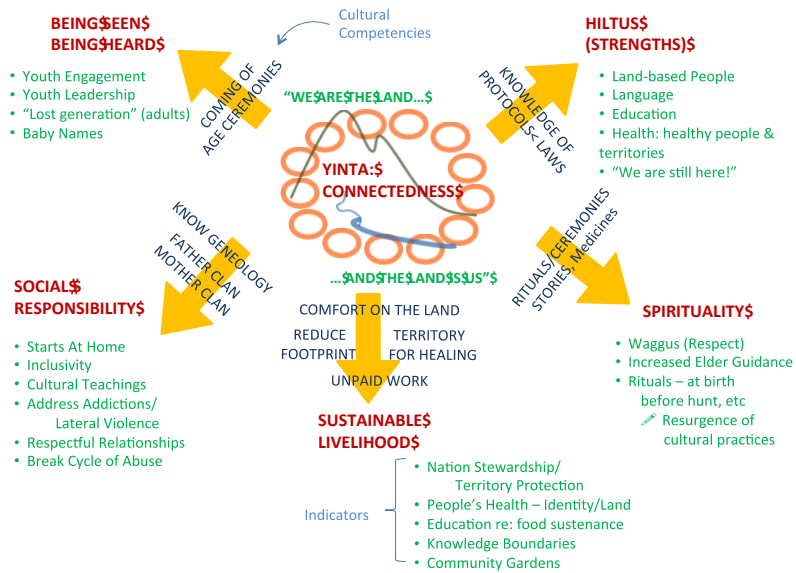 BEING$SEEN$
BEING$HEARD$
• Youth Engagement
• Youth Leadership
• “Lost generation” (adults)
• Baby Names
COMING OF
AGE CEREMONIES
Cultural
Competencies
HILTUS$
(STRENGTHS)$
• Land-based People
• Language
• Education
• Health: healthy people &
territories
• “We are still here!”
KNOWLEDGE OF
PROTOCOLS< LAWS
“WE$ARE$THE$LAND…$
YINTA:$
CONNECTEDNESS$
…$AND$THE$LAND$IS$US”$
KNOW GENEOLOGY
FATHER CLAN
MOTHER CLAN
SOCIAL$
RESPONSIBILITY$
• Starts At Home
• Inclusivity
• Cultural Teachings
• Address Addictions/
Lateral Violence
• Respectful Relationships
• Break Cycle of Abuse
RITUALS/CEREMONIES
STORIES, Medicines
SPIRITUALITY$
• Waggus (Respect)
• Increased Elder Guidance
• Rituals – at birth
before hunt, etc
Resurgence of
cultural practices
COMFORT ON THE LAND
REDUCE
FOOTPRINT
TERRITORY
FOR HEALING
UNPAID WORK
SUSTAINABLE$
LIVELIHOOD$
Indicators
• Nation Stewardship/
Territory Protection
• People’s Health – Identity/Land
• Education re: food sustenance
• Knowledge Boundaries
• Community Gardens